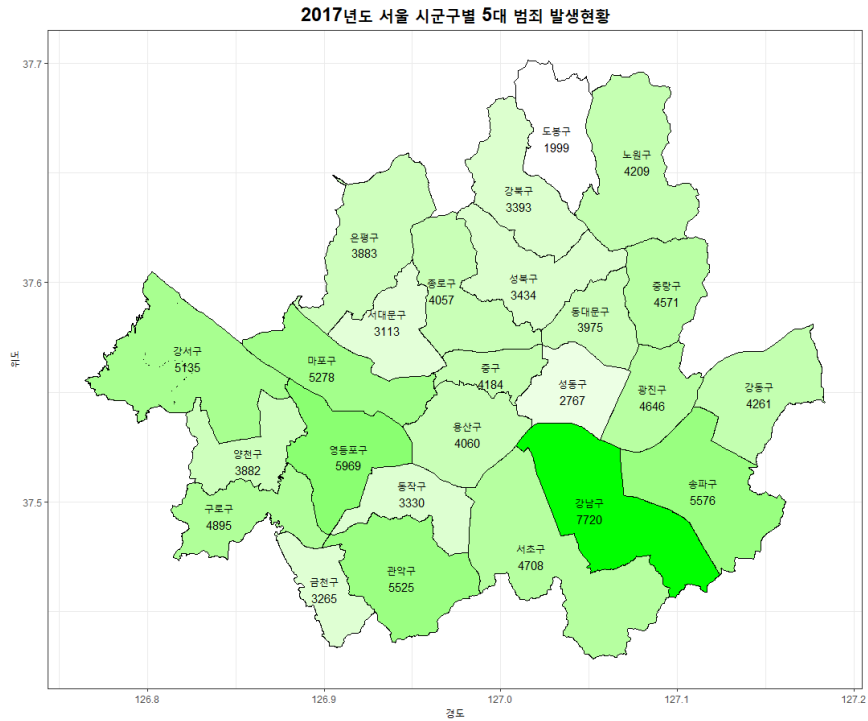 2017년도 서울 시군구별 5대 범죄 발생현황
37.7
도봉구
1999
노원구
4209
강북구
3393
은평구
3883
37.6
종로구
4057
성북구
3434
중랑구
4571
서대문구
3113
동대문구
3975
강서구
5135
마포구
5278
위도
중구
4184
성동구
2767
광진구
4646
강동구
4261
양천구
3882
영등포구
5969
용산구
4060
동작구
3330
송파구
5576
37.5
구로구
4895
강남구
7720
서초구
4708
금천구
3265
관악구
5525
126.8
126.9
127.0
127.1
127.2
경도